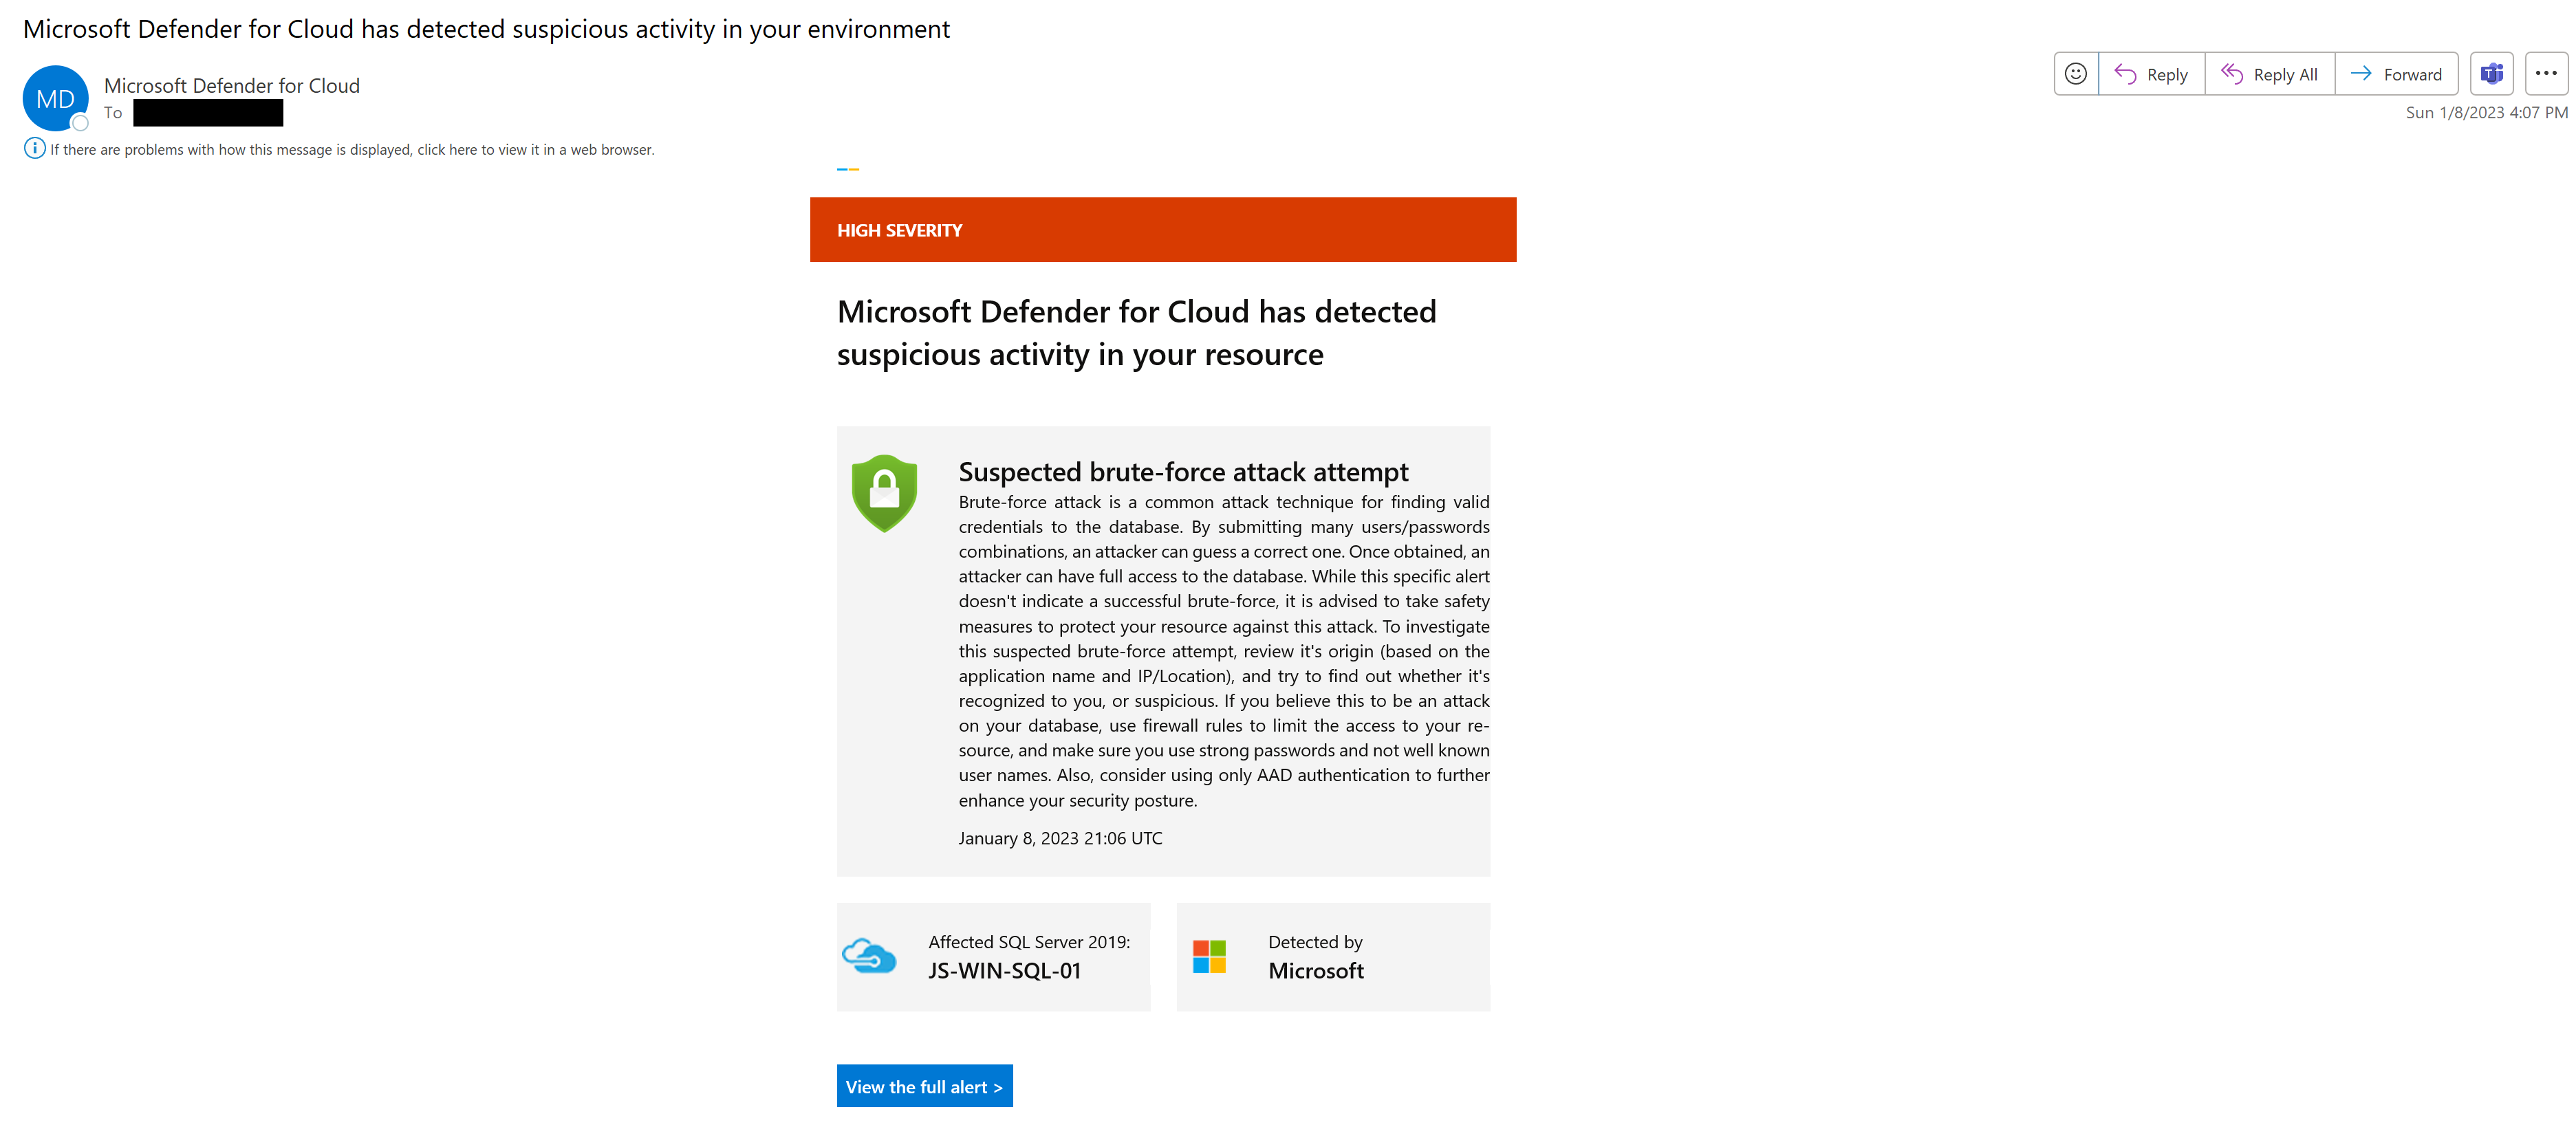 Microsoft Defender for Cloud has detected suspicious activity in your environment
MD
Microsoft Defender for Cloud
To
Reply
Reply All
Forward
Sun 1/8/2023 4:07 PM
If there are problems with how this message is displayed, click here to view it in a web browser.
HIGH SEVERITY
Microsoft Defender for Cloud has detected
suspicious activity in your resource
Suspected brute-force attack attempt
Brute-force attack is a common attack technique for finding valid
credentials to the database. By submitting many users/passwords
combinations, an attacker can guess a correct one. Once obtained, an
attacker can have full access to the database. While this specific alert
doesn't indicate a successful brute-force, it is advised to take safety
measures to protect your resource against this attack. To investigate
this suspected brute-force attempt, review it's origin (based on the
application name and IP/Location), and try to find out whether it's
recognized to you, or suspicious. If you believe this to be an attack
on your database, use firewall rules to limit the access to your re-
source, and make sure you use strong passwords and not well known
user names. Also, consider using only AAD authentication to further
enhance your security posture.
January 8, 2023 21:06 UTC
Affected SQL Server 2019:
JS-WIN-SQL-01
Detected by
Microsoft
View the full alert >